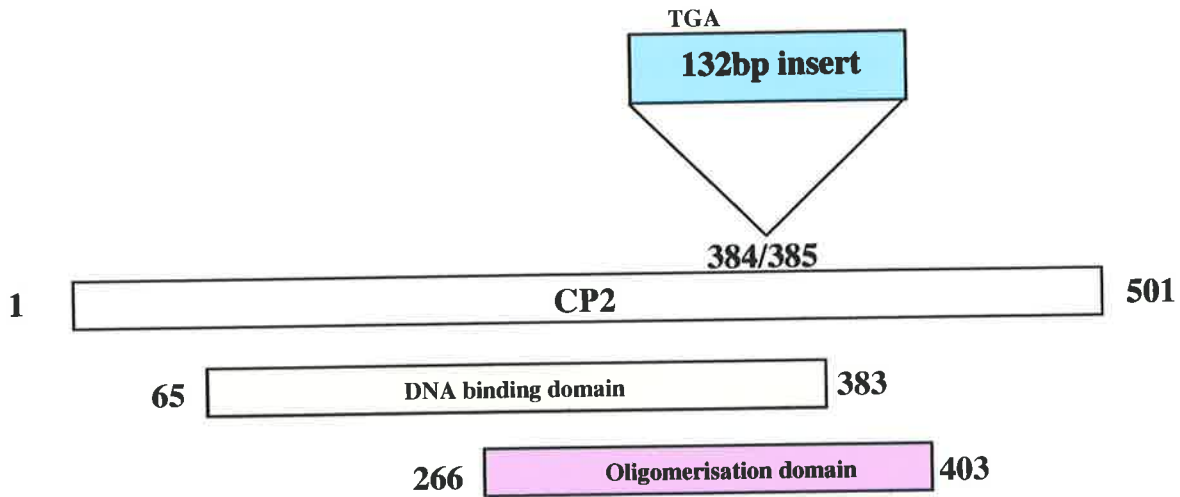 TGA
132bp insert
384/385
1 CP2 501
65 DNA binding domain 383
266 Oligomerisation domain 403